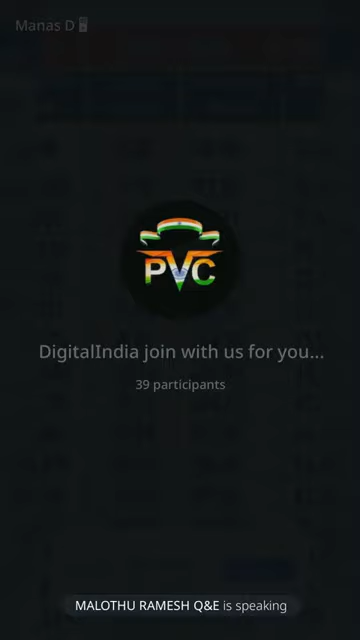 Manas D
PVC
DigitalIndia join with us for you...
39 participants
MALOTHU RAMESH Q&E is speaking